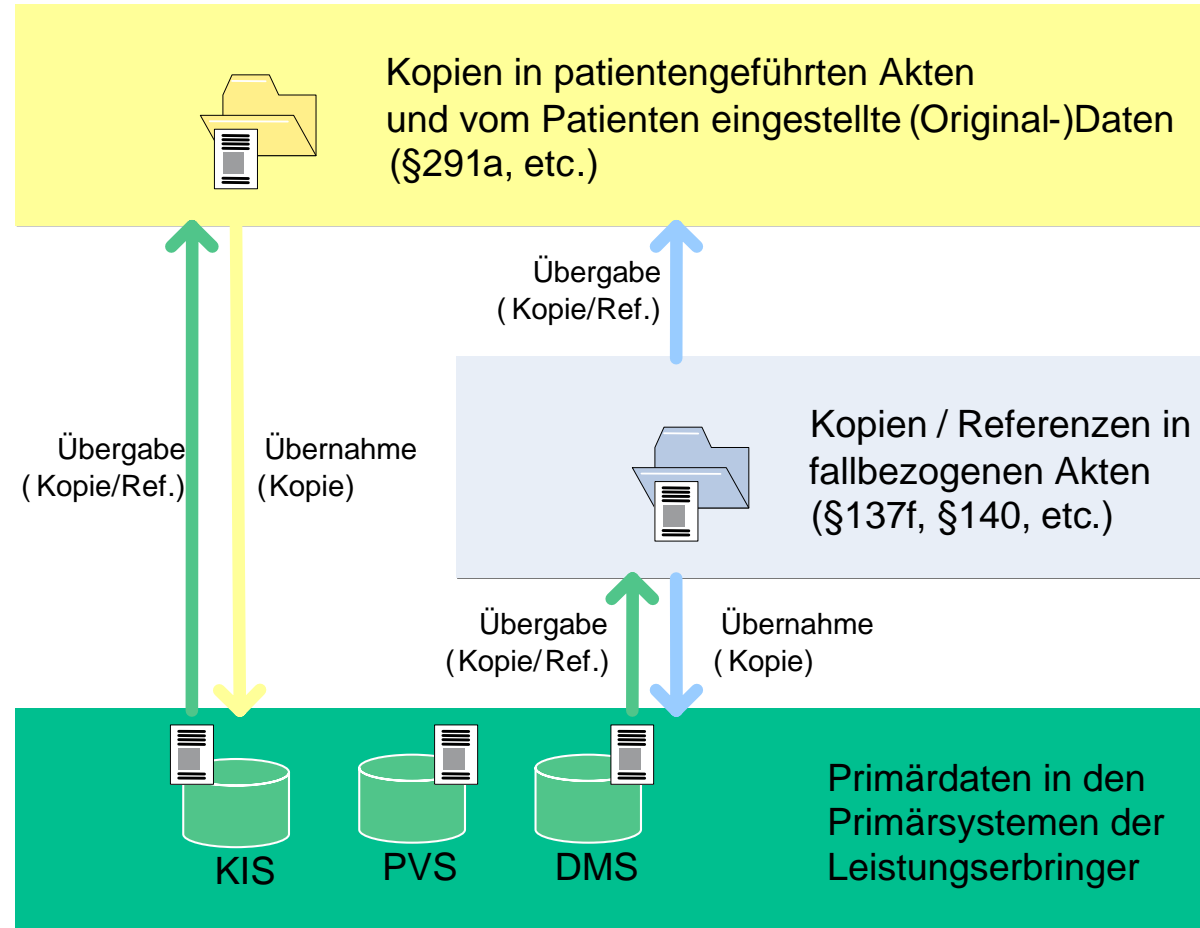 Kopien in patientengeführten Akten
und vom Patienten eingestellte (Original-)Daten
(§291a, etc.)
Übergabe
( Kopie/Ref.)
Kopien / Referenzen in
fallbezogenen Akten
(§137f, §140, etc.)
Übergabe
( Kopie/Ref.)
Übernahme
(Kopie)
Übergabe
(Kopie/ Ref.)
Übernahme
( Kopie)
Primärdaten in den
Primärsystemen der
Leistungserbringer
KIS
PVS
DMS